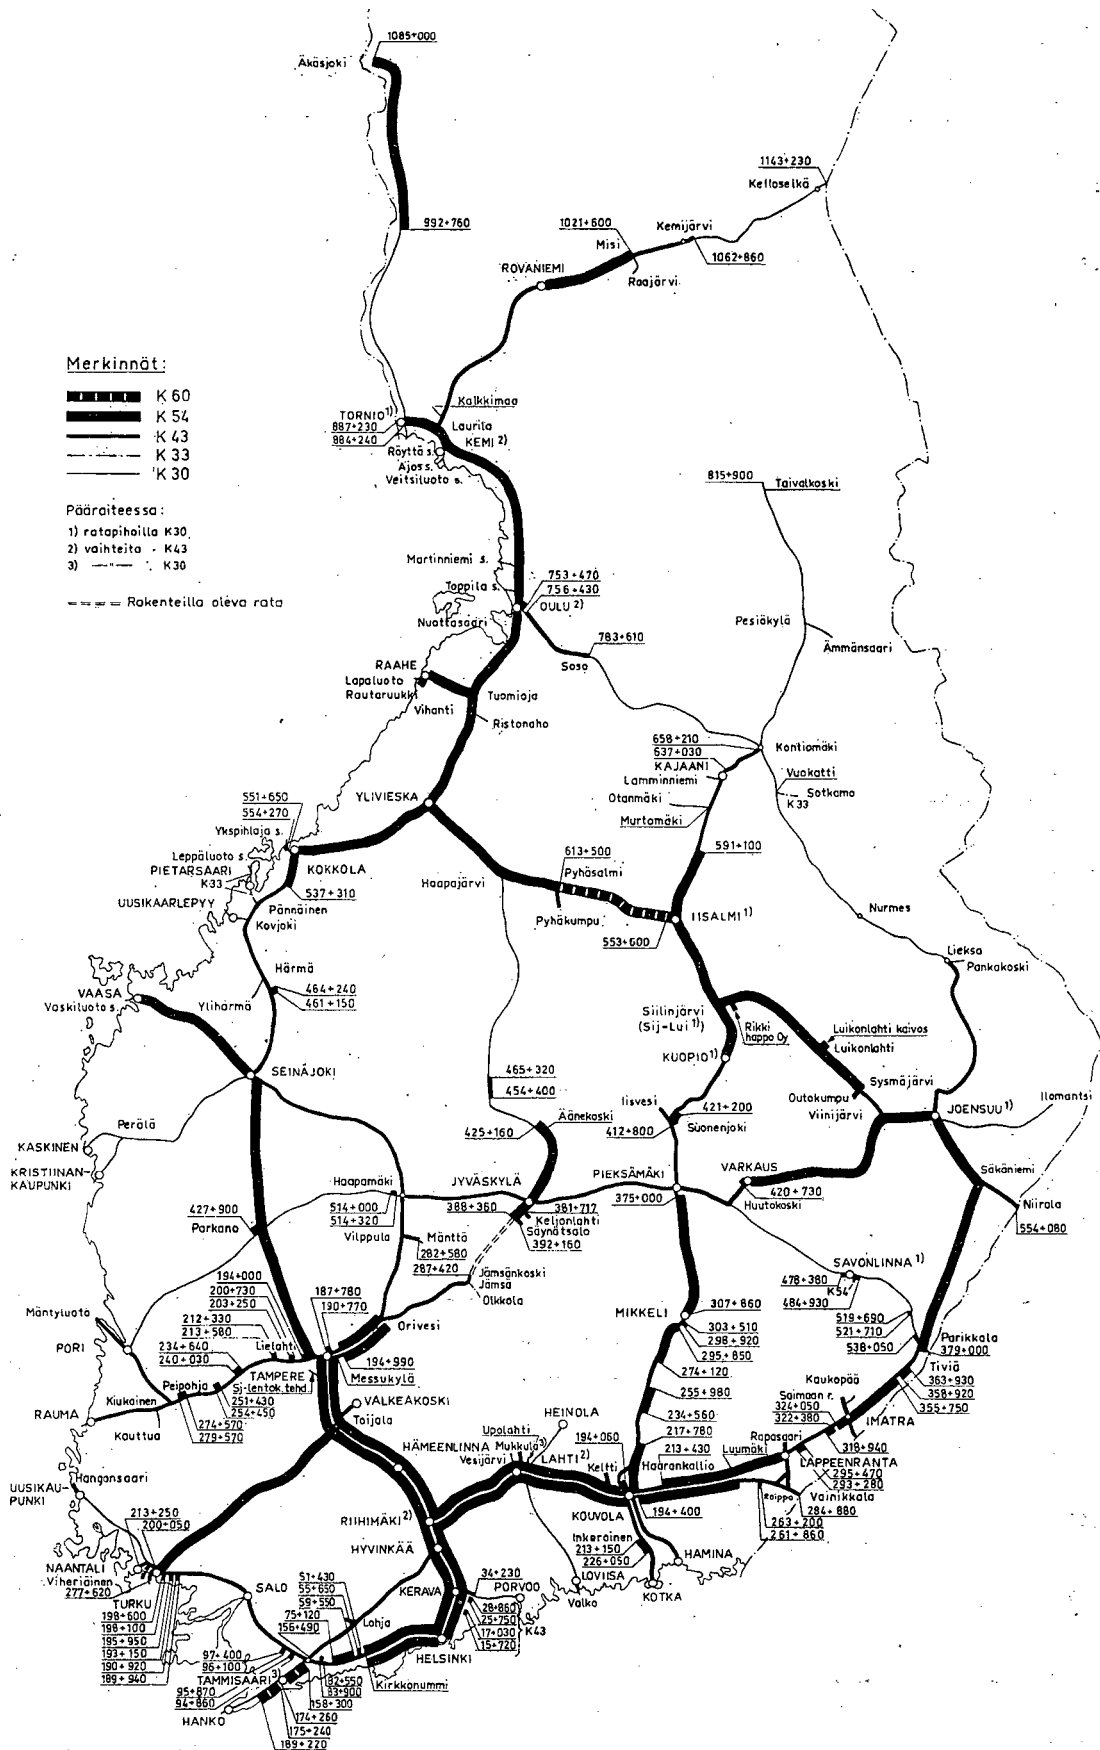 1085+000
Äkäsjoki
1143+230
Kelloselkä
992+760
1021+600
Kemijärvi
Misi
1062+860
ROVANIEMI
Raajärvi
Merkinnät:
K 60
K 54
K 43
K 33
K 30
Pääraiteessa:
1) ratapihoilla K30
2) vaihteita - K43
3) —"— K30
==== Rakenteilla oleva rata
Kalkkimaa
TORNIO 1)
887+230
884+240
Laurila
KEMI 2)
Röyttä s.
Ajos s.
Veitsiluoto s.
815+900
Taivalkoski
Martinniemi s.
Toppila s.
753+470
756+430
OULU 2)
Nuottasaari
783+610
Soso
Pesiökylä
Ämmänsaari
RAAHE
Lapaluoto
Rautaruukki
Tuomioja
Vihanti
Ristonaho
658+210
637+030
KAJAANI
Lamminniemi
Kontiomäki
Vuokatti
Sotkamo
K33
Otanmäki
Murtomäki
YLIVIESKA
551+650
554+270
Ykspihlaja s.
591+100
Leppäluoto s.
PIETARSAARI
K33
KOKKOLA
613+500
Pyhäsalmi
Haapajärvi
537+310
UUSIKAARLEPYY
Pännäinen
Kovjoki
Pyhäkumpu
IISALMI 1)
553+600
Nurmes
Lieksa
Pankakoski
Härmä
464+240
461+150
VAASA
Vaskiluoto s.
Ylihärmä
Siilinjärvi
(Sij-Lui 1))
Rikki
happo Oy
Luikonlahti kaivos
Luikonlahti
KUOPIO 1)
SEINÄJOKI
465+320
454+400
Sysmäjärvi
Outokumpu
Viinijärvi
JOENSUU 1)
Ilomantsi
Iisvesi
421+200
412+800
Suonenjoki
Perälä
KASKINEN
KRISTIINAN-
KAUPUNKI
Äänekoski
425+160
Säkäniemi
Niirala
554+080
Haapamäki
514+000
514+320
JYVÄSKYLÄ
388+360
381+717
Keljonlahti
Säynätsalo
392+160
PIEKSÄMÄKI
375+000
VARKAUS
420+730
Huutokoski
427+900
Parkano
Vilppula
Mänttä
282+580
287+420
Jämsänkoski
Jämsä
Olkkola
SAVONLINNA 1)
478+380
K54
484+930
519+690
521+710
538+050
194+000
200+730
203+250
187+780
190+770
212+330
213+580
Mäntyluoto
PORI
Lielahti
Orivesi
MIKKELI
307+860
303+510
298+920
295+850
Parikkala
379+000
Tiviä
363+930
358+920
355+750
234+640
240+030
194+990
Messukylä
274+120
Kaukopää
Saimaan r.
324+050
322+380
IMATRA
318+940
Peipohja
Kiukainen
TAMPERE
Sj-lentok. tehd.
251+430
254+450
VALKEAKOSKI
255+980
RAUMA
Kauttua
274+570
279+570
Toijala
HEINOLA
234+560
217+780
Rapasaari
LAPPEENRANTA
295+470
293+280
Upolahti
Mukkula 3)
Vesijärvi
LAHTI 2)
HÄMEENLINNA
194+060
213+430
Luumäki
Haarankallio
Keltti
Hangonsaari
UUSIKAU-
PUNKI
Raippo
Vainikkala
284+880
263+200
261+860
KOUVOLA
194+400
Inkeroinen
213+150
226+050
213+250
200+050
RIIHIMÄKI 2)
HYVINKÄÄ
HAMINA
LOVIISA
KOTKA
Valko
NAANTALI
Viheriäinen
277+620
TURKU
198+600
198+100
195+950
193+150
190+920
189+940
SALO
51+430
55+650
59+550
75+120
156+490
KERAVA
34+230
PORVOO
28+860
25+750
17+030
15+720
K43
Lohja
HELSINKI
97+400
96+100
95+870
94+860
TAMMISAARI 3)
82+550
83+900
Kirkkonummi
158+300
HANKO
174+260
175+240
189+220